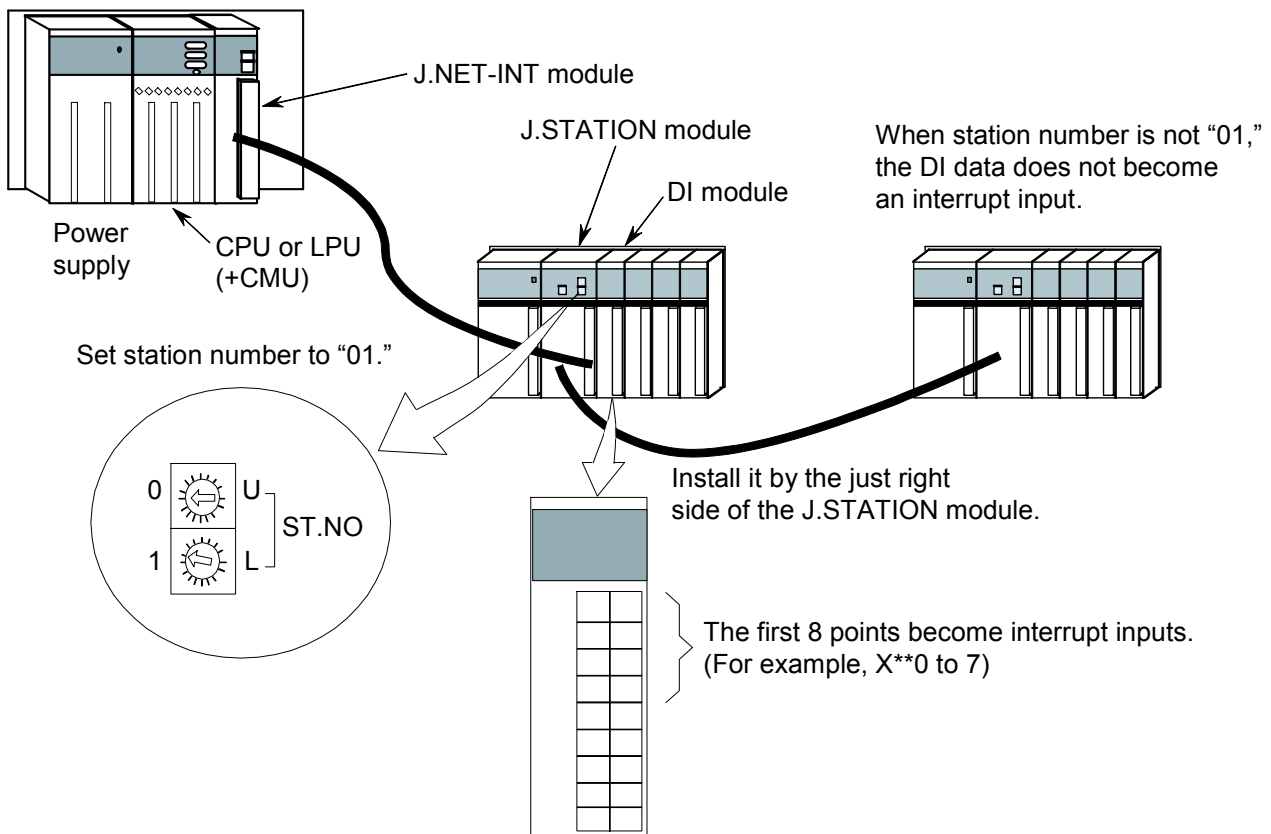 J.NET-INT module
J.STATION module
DI module
When station number is not “01,”
the DI data does not become
an interrupt input.
Power
supply
CPU or LPU
(+CMU)
Set station number to “01.”
0
U
ST.NO
1
L
Install it by the just right
side of the J.STATION module.
The first 8 points become interrupt inputs.
(For example, X**0 to 7)